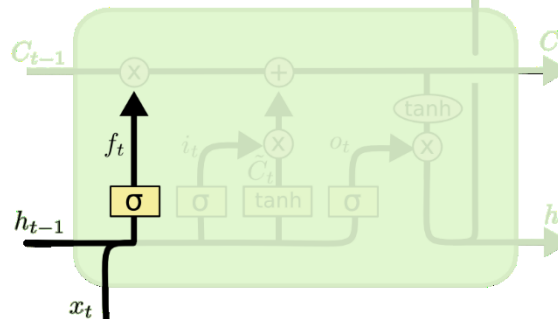 C_{t-1} C
x +
tanh
f_t i_t x o_t x
C̃_t
σ σ tanh σ
h_{t-1} h
x_t